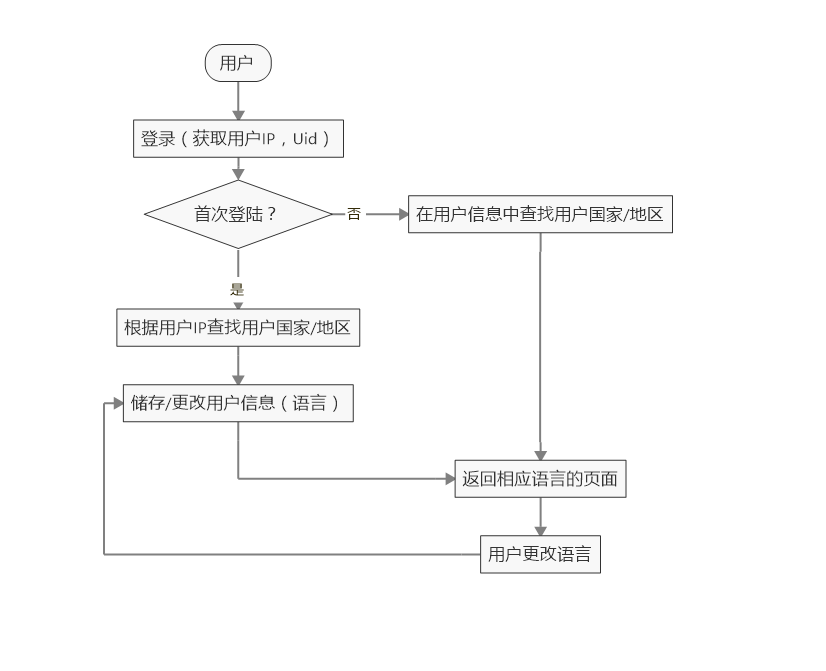 用户
登录（获取用户IP，Uid）
首次登陆？
否
在用户信息中查找用户国家/地区
是
根据用户IP查找用户国家/地区
储存/更改用户信息（语言）
返回相应语言的页面
用户更改语言